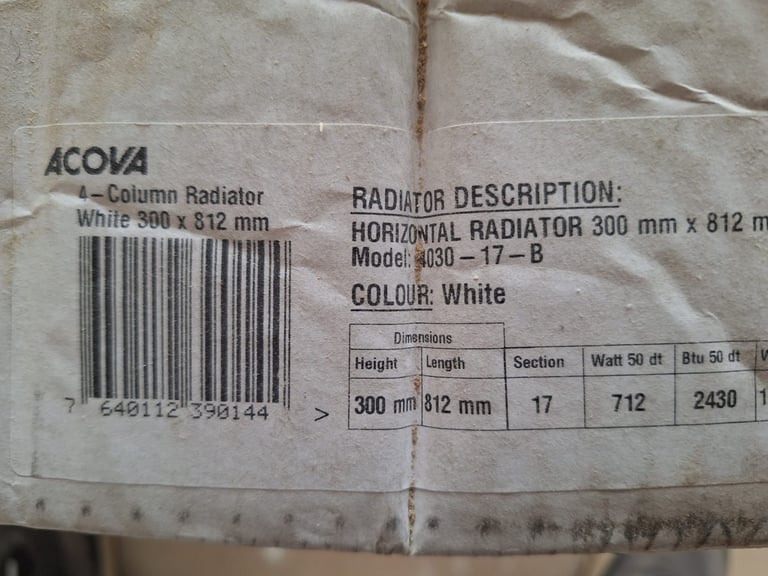 ACOVA
4-Column Radiator
White 300 x 812 mm
7 640112 390144 >
RADIATOR DESCRIPTION:
HORIZONTAL RADIATOR 300 mm x 812 m
Model: 4030-17-B
COLOUR: White
Dimensions
Height Length Section Watt 50 dt Btu 50 dt
300 mm 812 mm 17 712 2430